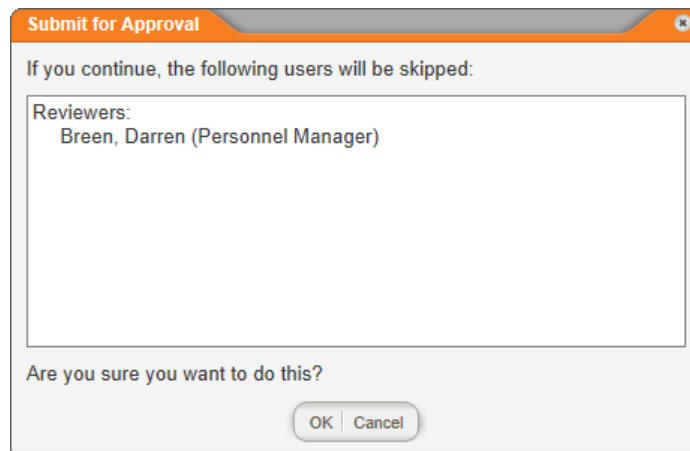 Submit for Approval
If you continue, the following users will be skipped:
Reviewers:
Breen, Darren (Personnel Manager)
Are you sure you want to do this?
OK | Cancel